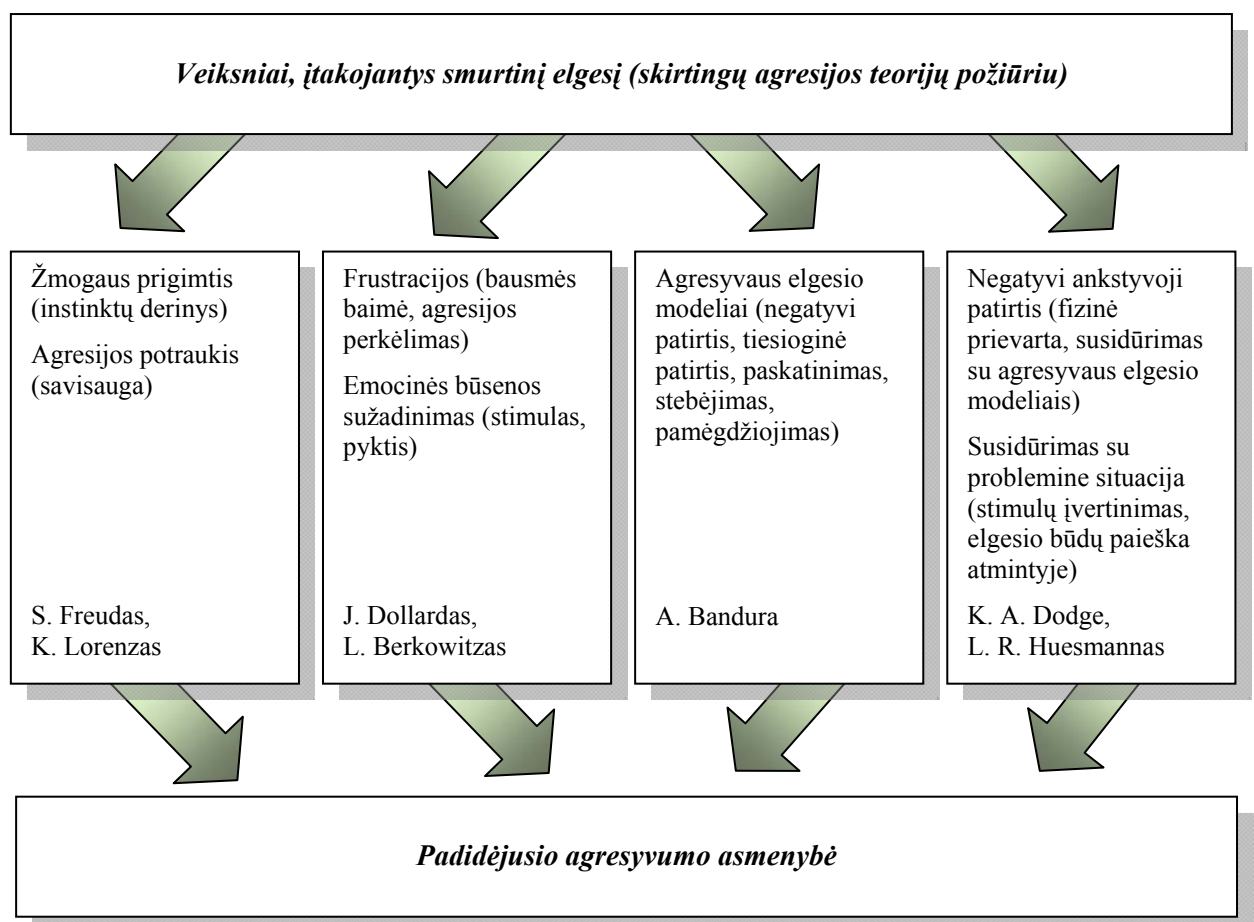 Veiksniai, įtakojantys smurtinį elgesį (skirtingų agresijos teorijų požiūriu)
Žmogaus prigimtis
(instinktų derinys)
Agresijos potraukis
(savisauga)
S. Freudas,
K. Lorenzas
Frustracijos (bausmės
baimė, agresijos
perkėlimas)
Emocinės būsenos
sužadinimas (stimulas,
pyktis)
J. Dollardas,
L. Berkowitzas
Agresyvaus elgesio
modeliai (negatyvi
patirtis, tiesioginė
patirtis, paskatinimas,
stebėjimas,
pamėgdžiojimas)
A. Bandura
Negatyvi ankstyvoji
patirtis (fizinė
prievarta, susidūrimas
su agresyvaus elgesio
modeliais)
Susidūrimas su
problemine situacija
(stimulų įvertinimas,
elgesio būdų paieška
atmintyje)
K. A. Dodge,
L. R. Huesmannas
Padidėjusio agresyvumo asmenybė